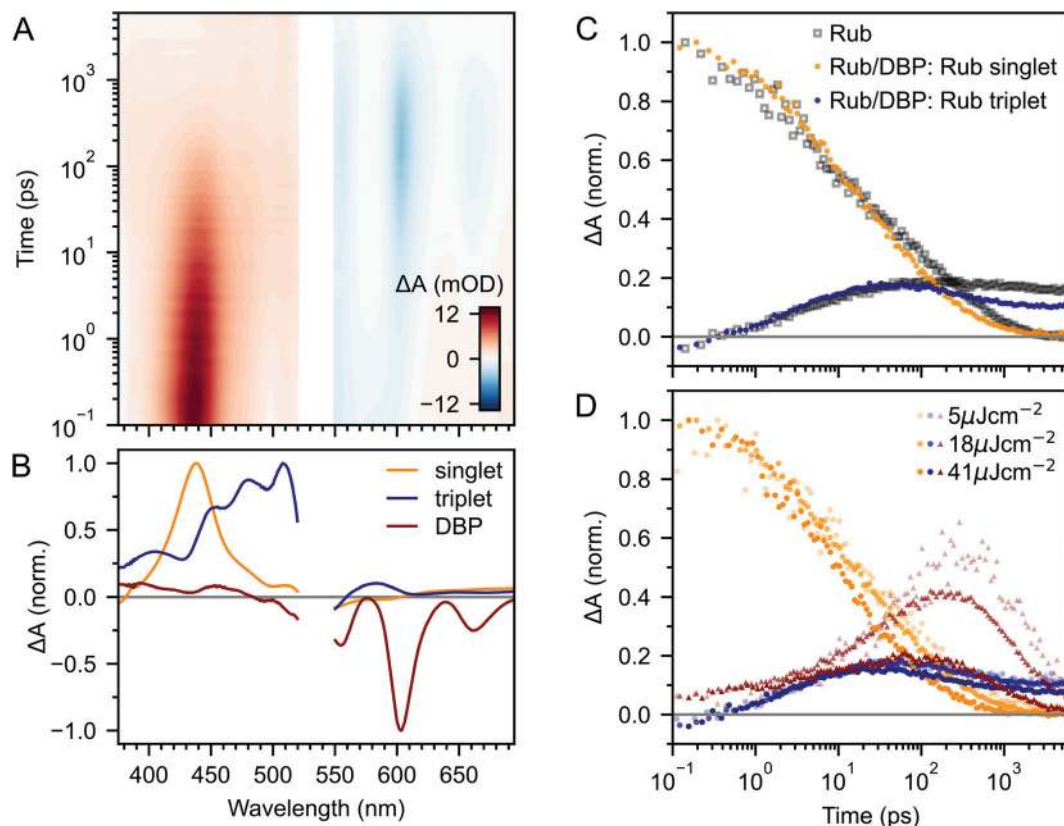 A
10³
10²
10¹
10⁰
10⁻¹
Time (ps)
ΔA (mOD)
12
0
−12
B
1.0
0.5
0.0
−0.5
−1.0
ΔA (norm.)
singlet
triplet
DBP
400 450 500 550 600 650
Wavelength (nm)
C
1.0
0.8
0.6
0.4
0.2
0.0
ΔA (norm.)
Rub
Rub/DBP: Rub singlet
Rub/DBP: Rub triplet
D
1.0
0.8
0.6
0.4
0.2
0.0
ΔA (norm.)
5μJcm⁻²
18μJcm⁻²
41μJcm⁻²
10⁻¹ 10⁰ 10¹ 10² 10³
Time (ps)